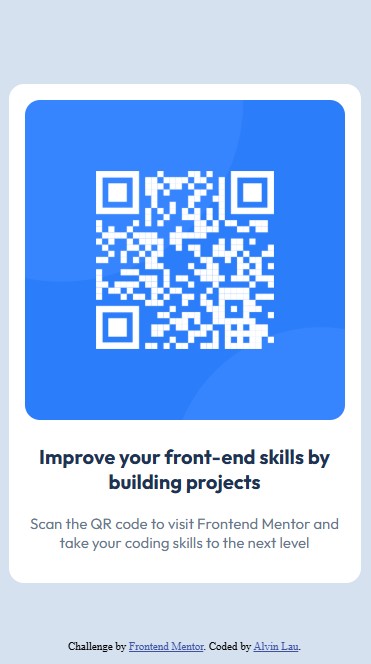 Improve your front-end skills by
building projects
Scan the QR code to visit Frontend Mentor and
take your coding skills to the next level
Challenge by Frontend Mentor. Coded by Alvin Lau.